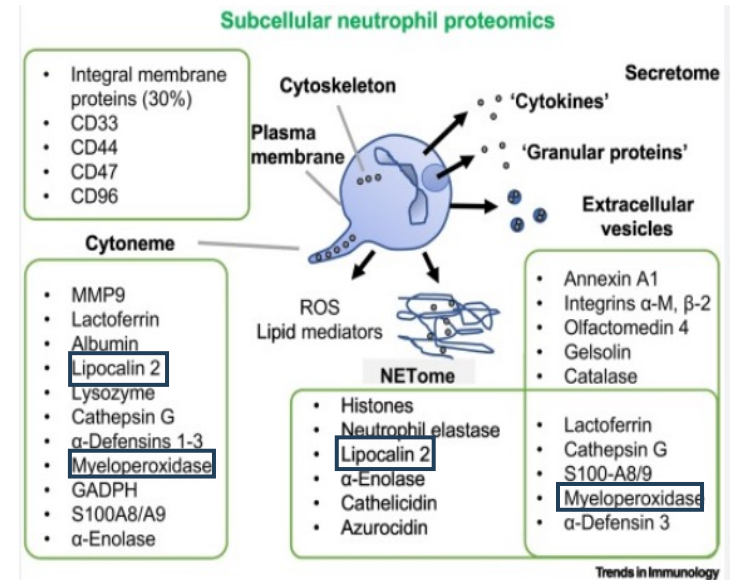 Subcellular neutrophil proteomics
• Integral membrane
proteins (30%)
• CD33
• CD44
• CD47
• CD96
Cytoskeleton
Plasma
membrane
Secretome
‘Cytokines’
‘Granular proteins’
Extracellular
vesicles
Cytoneme
• MMP9
• Lactoferrin
• Albumin
• Lipocalin 2
• Lysozyme
• Cathepsin G
• α-Defensins 1-3
• Myeloperoxidase
• GADPH
• S100A8/A9
• α-Enolase
ROS
Lipid mediators
NETome
• Histones
• Neutrophil elastase
• Lipocalin 2
• α-Enolase
• Cathelicidin
• Azurocidin
• Annexin A1
• Integrins α-M, β-2
• Olfactomedin 4
• Gelsolin
• Catalase
• Lactoferrin
• Cathepsin G
• S100-A8/9
• Myeloperoxidase
• α-Defensin 3
Trends in Immunology